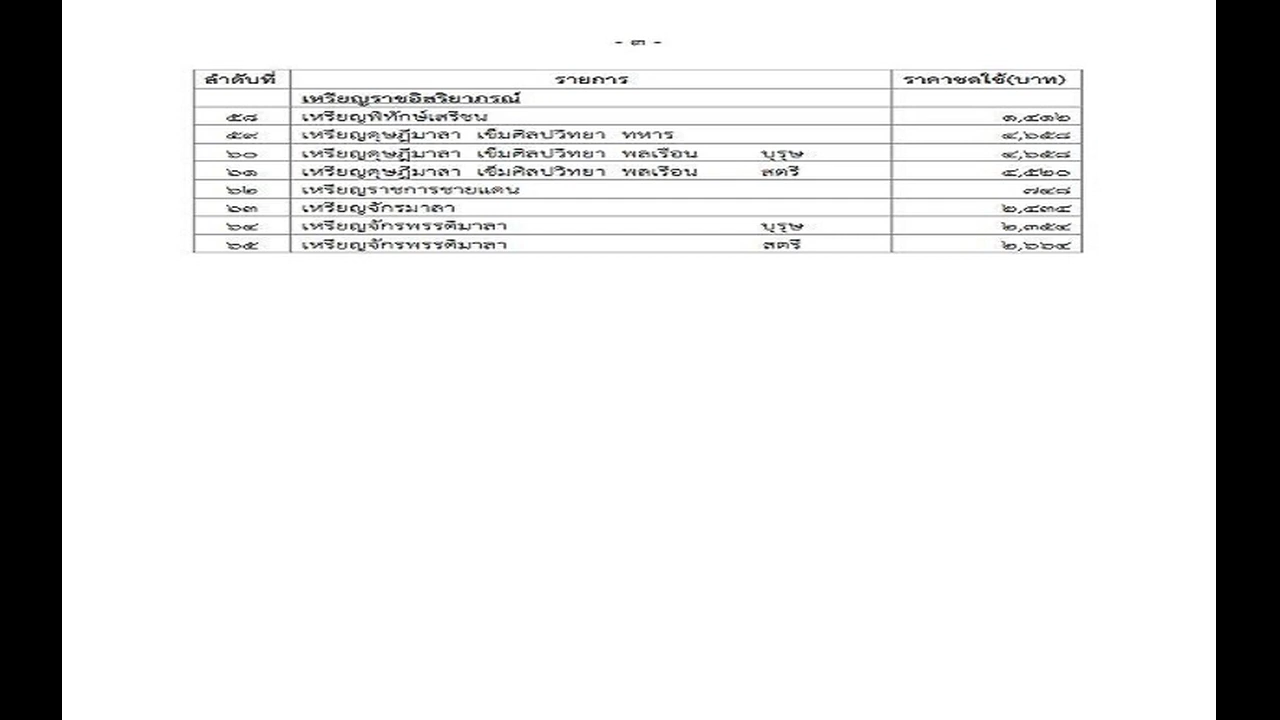 - ๓ -
ลำดับที่ รายการ ราคาชดใช้(บาท)
เหรียญราชอิสริยาภรณ์
๕๘ เหรียญพิทักษ์เสรีชน ๑,๔๑๒
๕๙ เหรียญดุษฎีมาลา เข็มศิลปวิทยา ทหาร ๔,๒๕๘
๖๐ เหรียญดุษฎีมาลา เข็มศิลปวิทยา พลเรือน บุรุษ ๔,๒๕๘
๖๑ เหรียญดุษฎีมาลา เข็มศิลปวิทยา พลเรือน สตรี ๔,๕๒๐
๖๒ เหรียญราชการชายแดน ๗๔๘
๖๓ เหรียญจักรมาลา ๒,๔๓๔
๖๔ เหรียญจักรพรรดิมาลา บุรุษ ๒,๓๕๔
๖๕ เหรียญจักรพรรดิมาลา สตรี ๒,๖๖๔